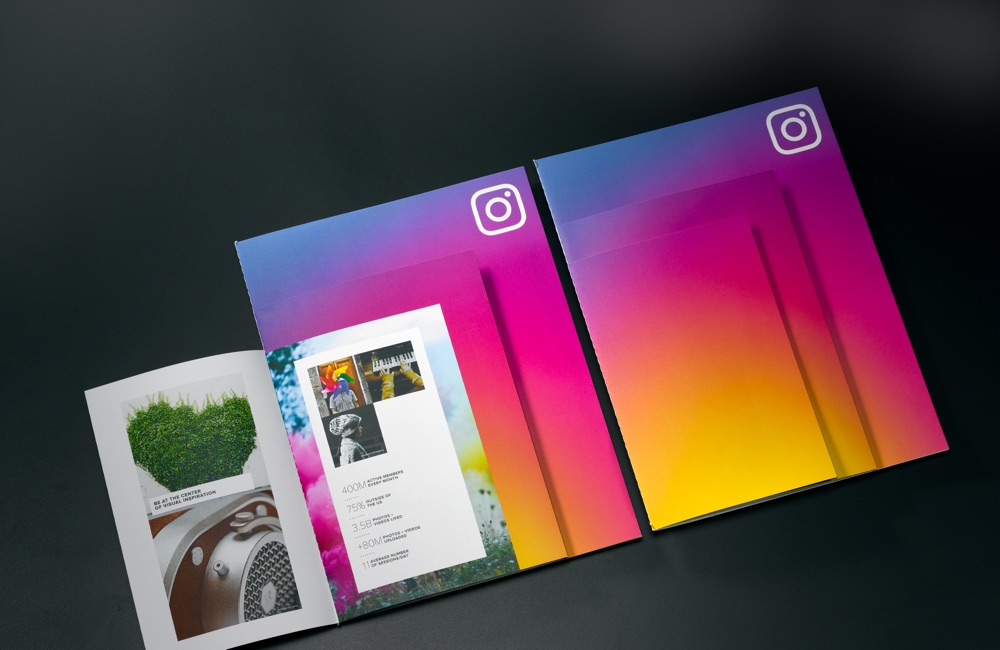 BE AT THE CENTER
OF VISUAL INSPIRATION
400M ACTIVE MEMBERS
EVERY MONTH
75% OUTSIDE OF
THE US
3.5B PHOTOS +
VIDEOS LIKED
+80M PHOTOS + VIDEOS
UPLOADED
11 AVERAGE NUMBER
OF SESSIONS/DAY